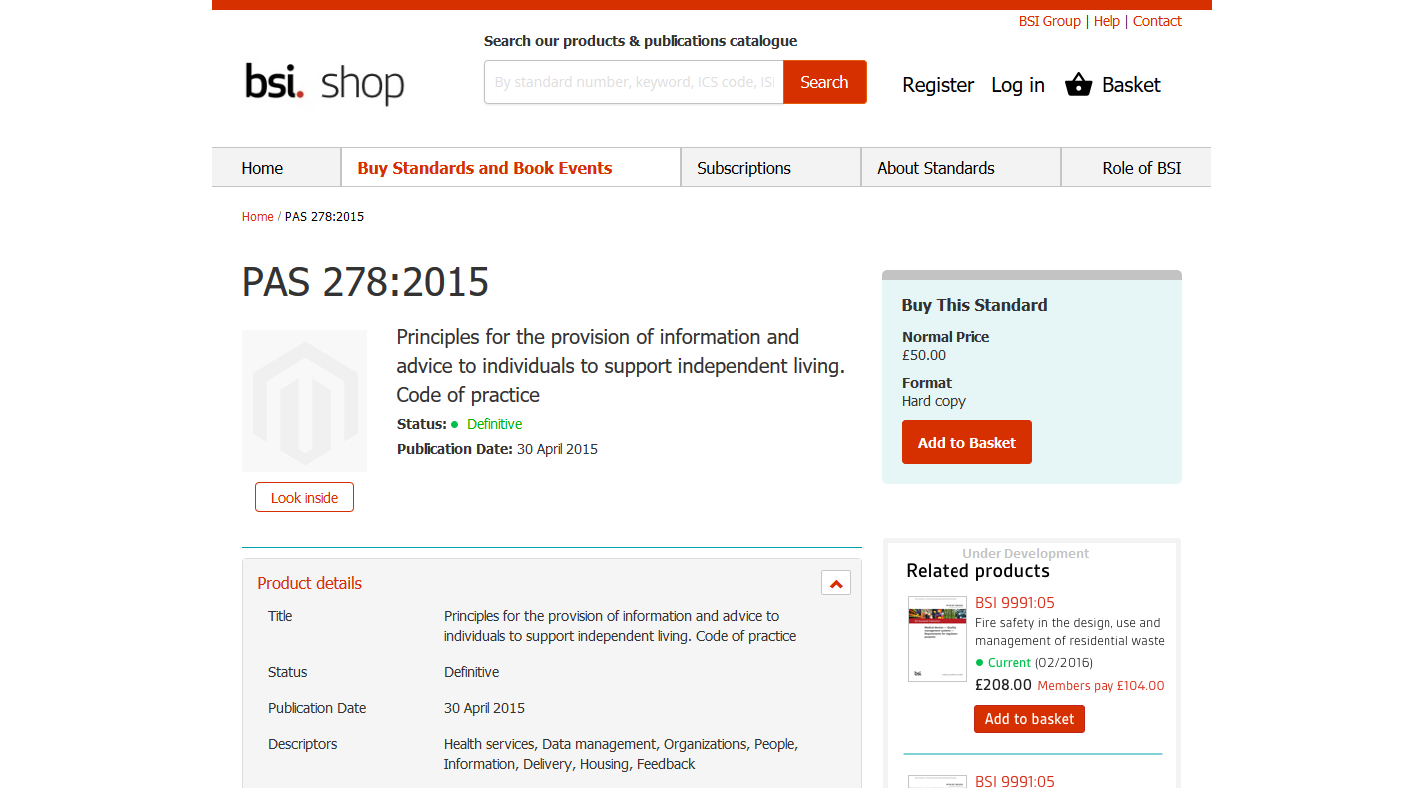 BSI Group | Help | Contact
Search our products & publications catalogue
bsi. shop
By standard number, keyword, ICS code, ISI
Search
Register
Log in
Basket
Home
Buy Standards and Book Events
Subscriptions
About Standards
Role of BSI
Home / PAS 278:2015
PAS 278:2015
Principles for the provision of information and
advice to individuals to support independent living.
Code of practice
Status: Definitive
Publication Date: 30 April 2015
Look inside
Buy This Standard
Normal Price
£50.00
Format
Hard copy
Add to Basket
Product details
Title
Principles for the provision of information and advice to
individuals to support independent living. Code of practice
Status
Definitive
Publication Date
30 April 2015
Descriptors
Health services, Data management, Organizations, People,
Information, Delivery, Housing, Feedback
Under Development
Related products
BSI 9991:05
Fire safety in the design, use and
management of residential waste
Current (02/2016)
£208.00 Members pay £104.00
Add to basket
BSI 9991:05